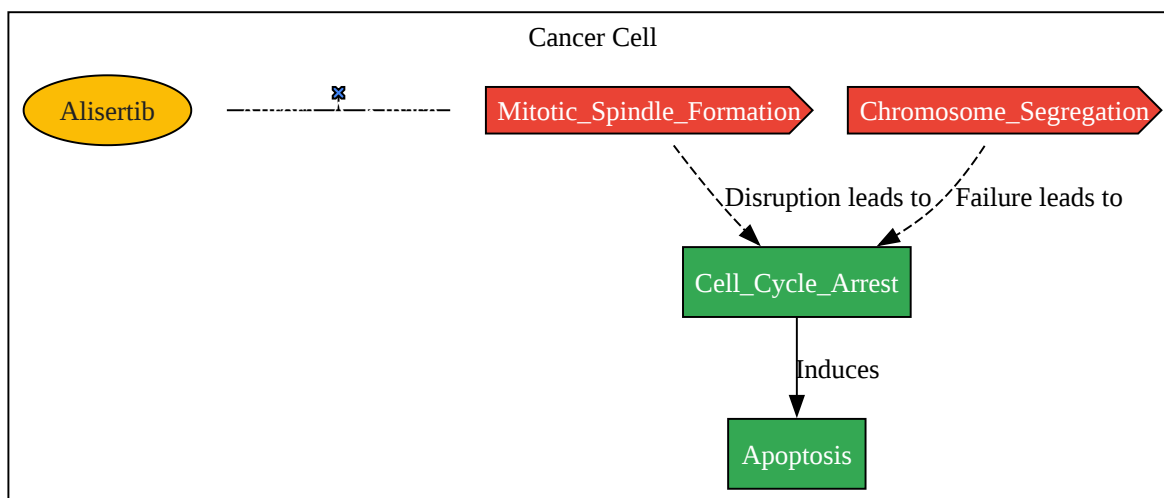 Cancer Cell
Alisertib
Mitotic_Spindle_Formation
Chromosome_Segregation
Disruption leads to
Failure leads to
Cell_Cycle_Arrest
Induces
Apoptosis